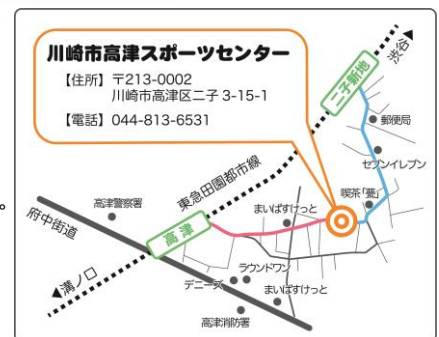 川崎市高津スポーツセンター
【住所】〒213-0002
川崎市高津区二子 3-15-1
【電話】044-813-6531
渋谷
二子新地
郵便局
セブンイレブン
喫茶「葉」
東急田園都市線
高津警察署
まいばすけっと
府中街道
高津
溝ノ口
ラウンドワン
デニーズ
まいばすけっと
高津消防署
。